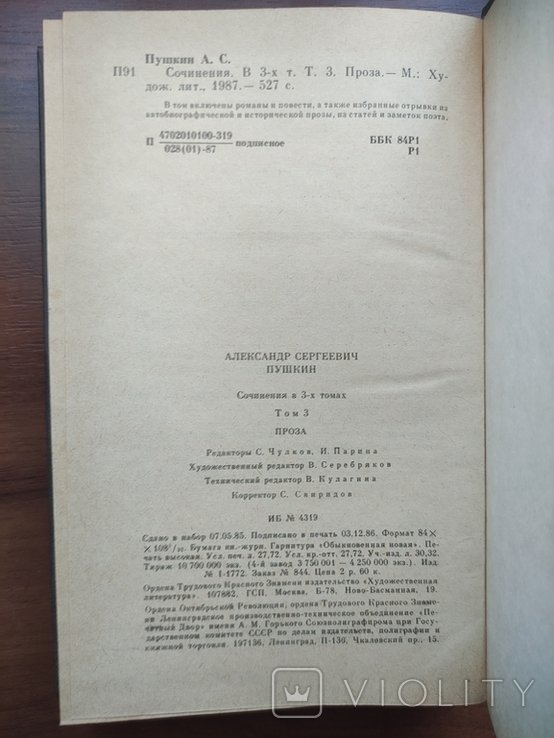 Пушкин А. С.
П91 Сочинения. В 3-х т. Т. 3. Проза.— М.: Ху-
дож. лит., 1987.— 527 с.
В том включены романы и повести, а также избранные отрывки из
автобиографической и исторической прозы, из статей и заметок поэта.
П 4702010100-319
028(01)-87 подписное
ББК 84Р1
Р1
АЛЕКСАНДР СЕРГЕЕВИЧ
ПУШКИН
Сочинения в 3-х томах
Том 3
ПРОЗА
Редакторы С. Чулков, И. Парина
Художественный редактор В. Серебряков
Технический редактор В. Кулагина
Корректор С. Свиридов
ИБ № 4319
Сдано в набор 07.05.85. Подписано в печать 03.12.86. Формат 84×
×108¹/₃₂. Бумага кн.-журн. Гарнитура «Обыкновенная новая». Пе-
чать высокая. Усл. печ. л. 27,72. Усл. кр.-отт. 27,72. Уч.-изд. л. 30,32.
Тираж 10 700 000 экз. (4-й завод 3 750 001 — 4 250 000 экз.). Изд.
№ I-1772. Заказ № 844. Цена 2 р. 60 к.
Ордена Трудового Красного Знамени издательство «Художественная
литература». 107882, ГСП, Москва, Б-78, Ново-Басманная, 19.
Ордена Октябрьской Революции, ордена Трудового Красного Знаме-
ни Ленинградское производственно-техническое объединение «Пе-
чатный Двор» имени А. М. Горького Союзполиграфпрома при Госу-
дарственном комитете СССР по делам издательств, полиграфии и
книжной торговли. 197136, Ленинград, П-136, Чкаловский пр., 15.
VIOLITY